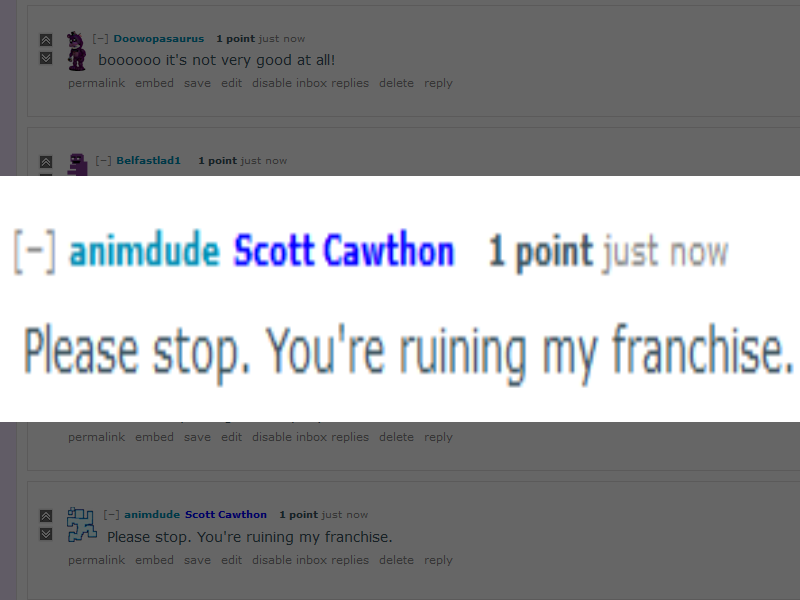 [−] Doowopasaurus 1 point just now
boooooo it's not very good at all!
permalink embed save edit disable inbox replies delete reply
[−] Belfastlad1 1 point just now
[−] animdude Scott Cawthon 1 point just now
Please stop. You're ruining my franchise.
permalink embed save edit disable inbox replies delete reply
[−] animdude Scott Cawthon 1 point just now
Please stop. You're ruining my franchise.
permalink embed save edit disable inbox replies delete reply